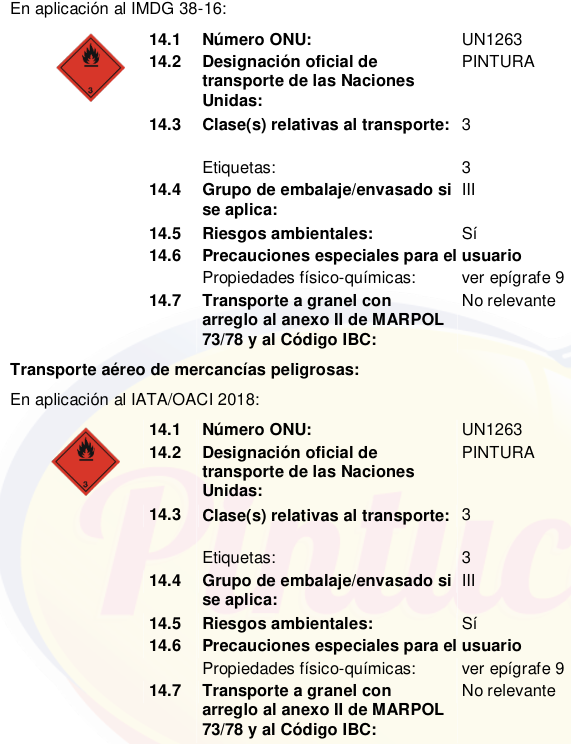 En aplicación al IMDG 38-16:
14.1 Número ONU: UN1263
14.2 Designación oficial de PINTURA
transporte de las Naciones
Unidas:
14.3 Clase(s) relativas al transporte: 3
Etiquetas: 3
14.4 Grupo de embalaje/envasado si III
se aplica:
14.5 Riesgos ambientales: Sí
14.6 Precauciones especiales para el usuario
Propiedades físico-químicas: ver epígrafe 9
14.7 Transporte a granel con No relevante
arreglo al anexo II de MARPOL
73/78 y al Código IBC:
3
Transporte aéreo de mercancías peligrosas:
En aplicación al IATA/OACI 2018:
14.1 Número ONU: UN1263
14.2 Designación oficial de PINTURA
transporte de las Naciones
Unidas:
14.3 Clase(s) relativas al transporte: 3
Etiquetas: 3
14.4 Grupo de embalaje/envasado si III
se aplica:
14.5 Riesgos ambientales: Sí
14.6 Precauciones especiales para el usuario
Propiedades físico-químicas: ver epígrafe 9
14.7 Transporte a granel con No relevante
arreglo al anexo II de MARPOL
73/78 y al Código IBC:
3
Pintuc